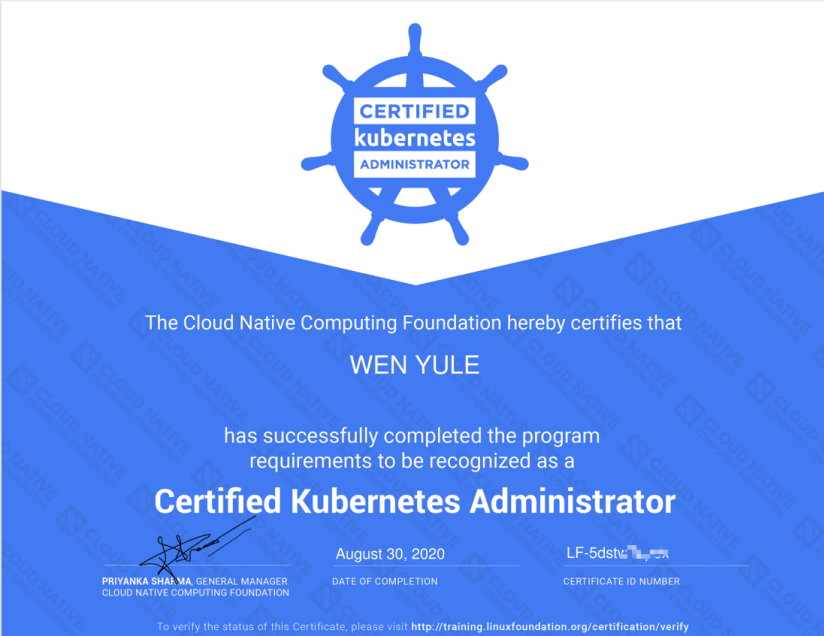 CERTIFIED
kubernetes
ADMINISTRATOR
The Cloud Native Computing Foundation hereby certifies that
WEN YULE
has successfully completed the program
requirements to be recognized as a
Certified Kubernetes Administrator
August 30, 2020
PRIYANKA SHARMA, GENERAL MANAGER
CLOUD NATIVE COMPUTING FOUNDATION
DATE OF COMPLETION
CERTIFICATE ID NUMBER
To verify the status of this Certificate, please visit http://training.linuxfoundation.org/certification/verify